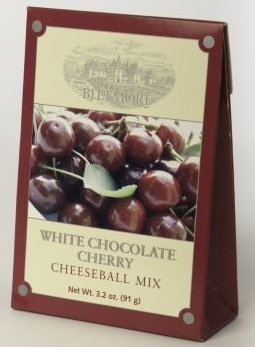 BILTMORE
WHITE CHOCOLATE
CHERRY
CHEESEBALL MIX
Net Wt. 3.2 oz. (91 g)